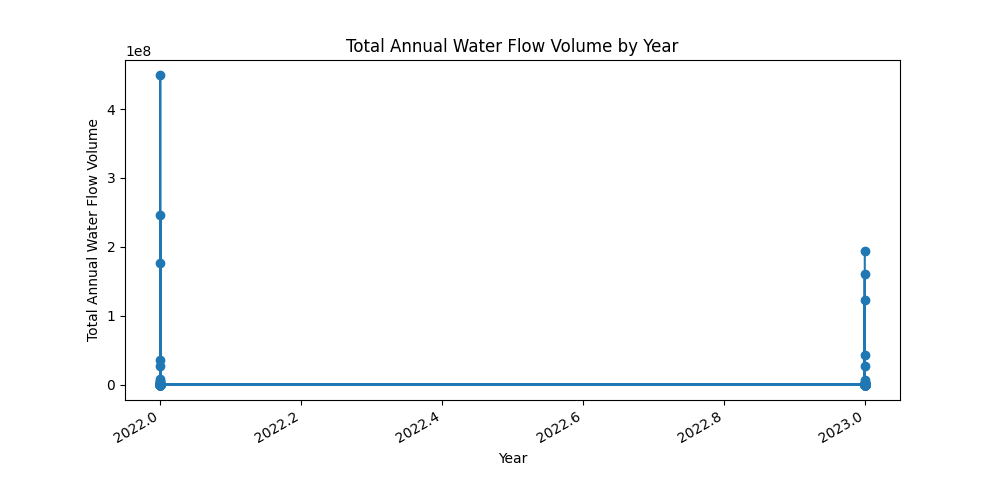 Total Annual Water Flow Volume by Year
1e8
4
3
2
1
0
Total Annual Water Flow Volume
2022.0
2022.2
2022.4
2022.6
2022.8
2023.0
Year